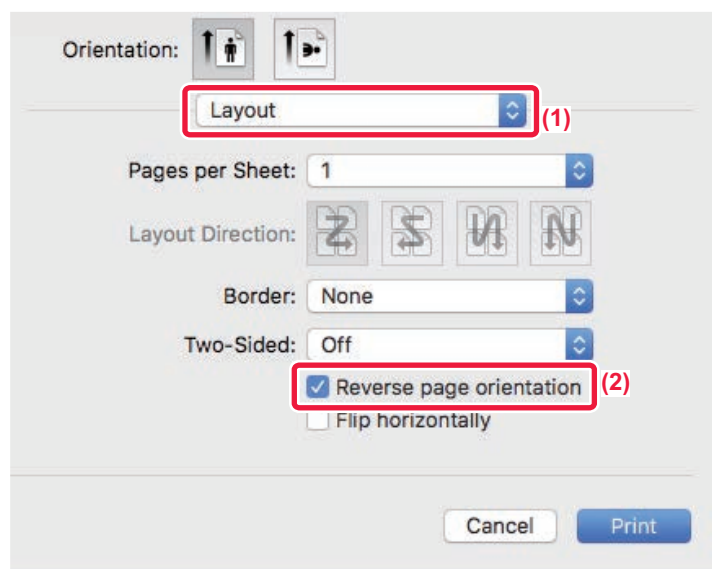 Orientation:
Layout
(1)
Pages per Sheet: 1
Layout Direction:
Border: None
Two-Sided: Off
Reverse page orientation
(2)
Flip horizontally
Cancel Print